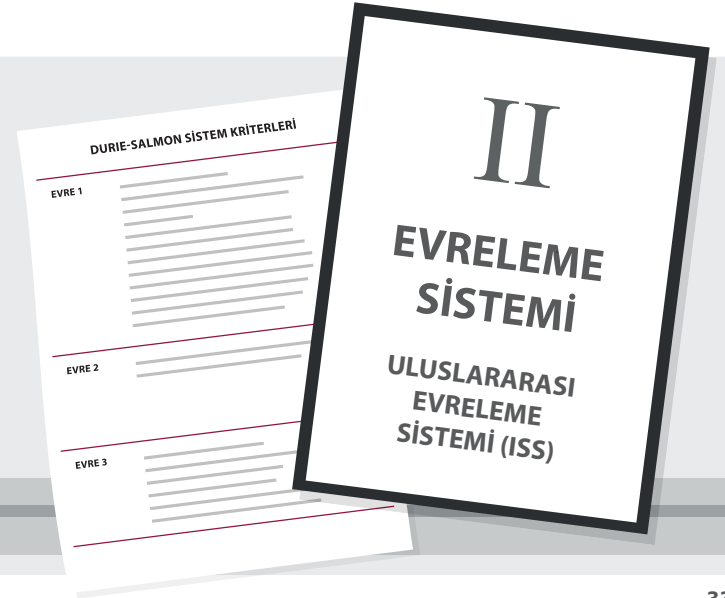 DURIE-SALMON SİSTEM KRİTERLERİ
EVRE 1
EVRE 2
EVRE 3
II
EVRELEME
SİSTEMİ
ULUSLARARASI
EVRELEME
SİSTEMİ (ISS)